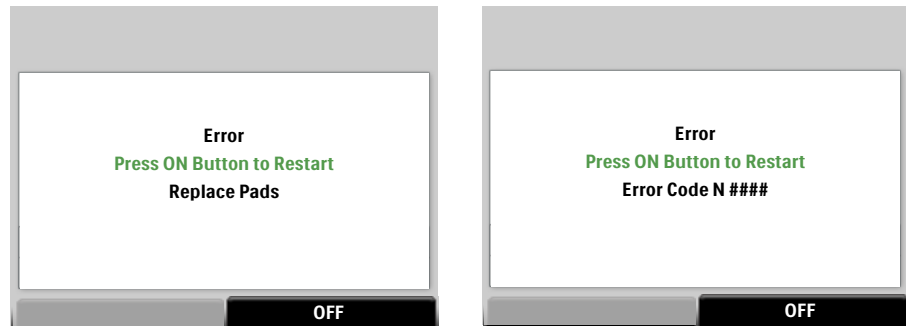 Error
Press ON Button to Restart
Replace Pads
OFF
Error
Press ON Button to Restart
Error Code N ####
OFF